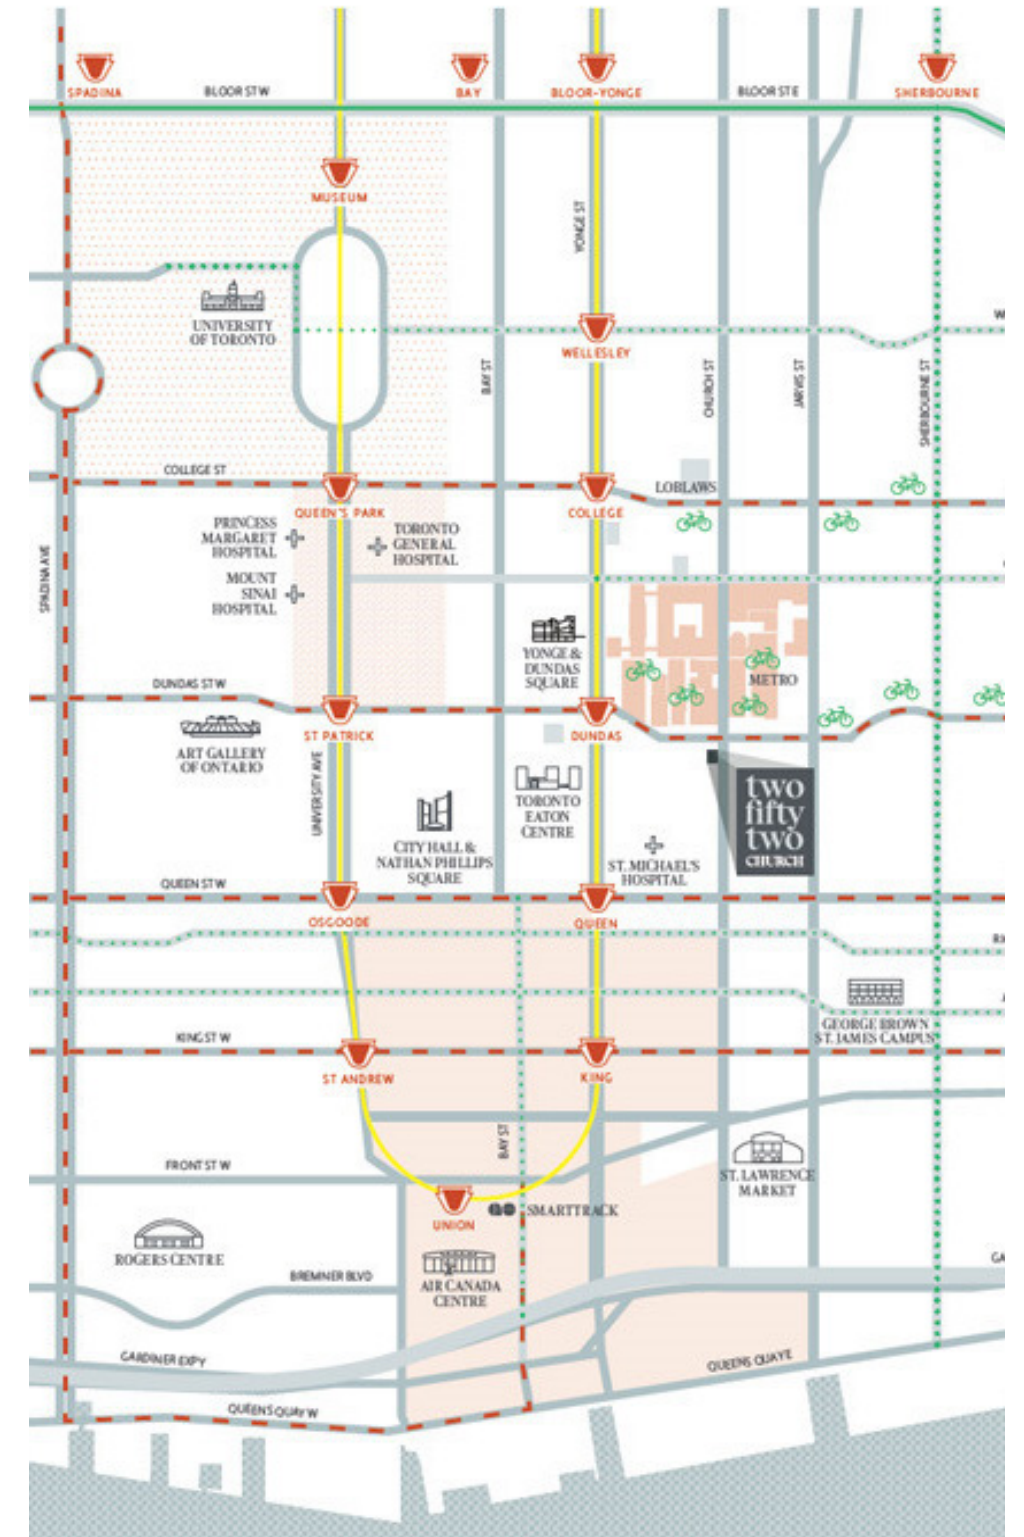 SPADINA
BLOOR ST W
BAY
BLOOR-YONGE
BLOOR ST E
SHERBOURNE
MUSEUM
YONGE ST
UNIVERSITY
OF TORONTO
WELLESLEY
BAY ST
CHURCH ST
JARVIS ST
SHERBOURNE ST
COLLEGE ST
LOBLAWS
QUEEN'S PARK
COLLEGE
PRINCESS
MARGARET
HOSPITAL
TORONTO
GENERAL
HOSPITAL
MOUNT
SINAI
HOSPITAL
SPADINA AVE
YONGE &
DUNDAS
SQUARE
METRO
DUNDAS ST W
ST PATRICK
DUNDAS
ART GALLERY
OF ONTARIO
UNIVERSITY AVE
TORONTO
EATON
CENTRE
two
fifty
two
CHURCH
CITY HALL &
NATHAN PHILLIPS
SQUARE
ST. MICHAEL'S
HOSPITAL
QUEEN ST W
OSGOODE
QUEEN
GEORGE BROWN
ST. JAMES CAMPUS
KING ST W
ST ANDREW
KING
BAY ST
FRONT ST W
ST. LAWRENCE
MARKET
UNION
GO
SMARTTRACK
ROGERS CENTRE
BREMNER BLVD
AIR CANADA
CENTRE
GA
GARDINER EXPY
QUEENS QUAY E
QUEENS QUAY W